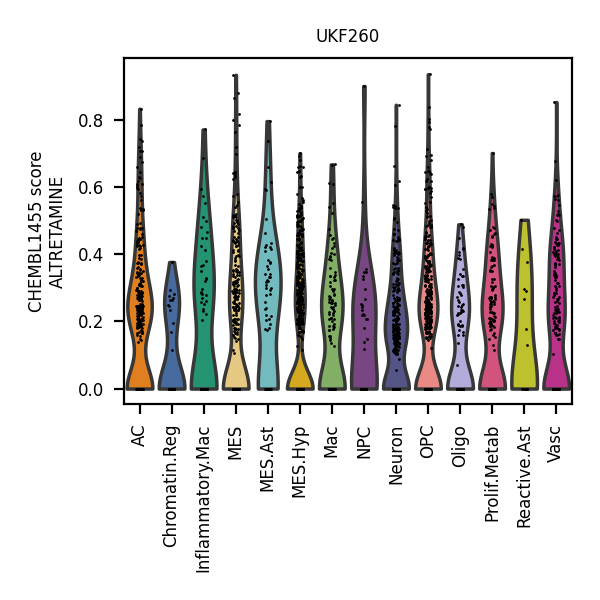 UKF260
CHEMBL1455 score
ALTRETAMINE
0.8
0.6
0.4
0.2
0.0
AC
Chromatin.Reg
Inflammatory.Mac
MES
MES.Ast
MES.Hyp
Mac
NPC
Neuron
OPC
Oligo
Prolif.Metab
Reactive.Ast
Vasc